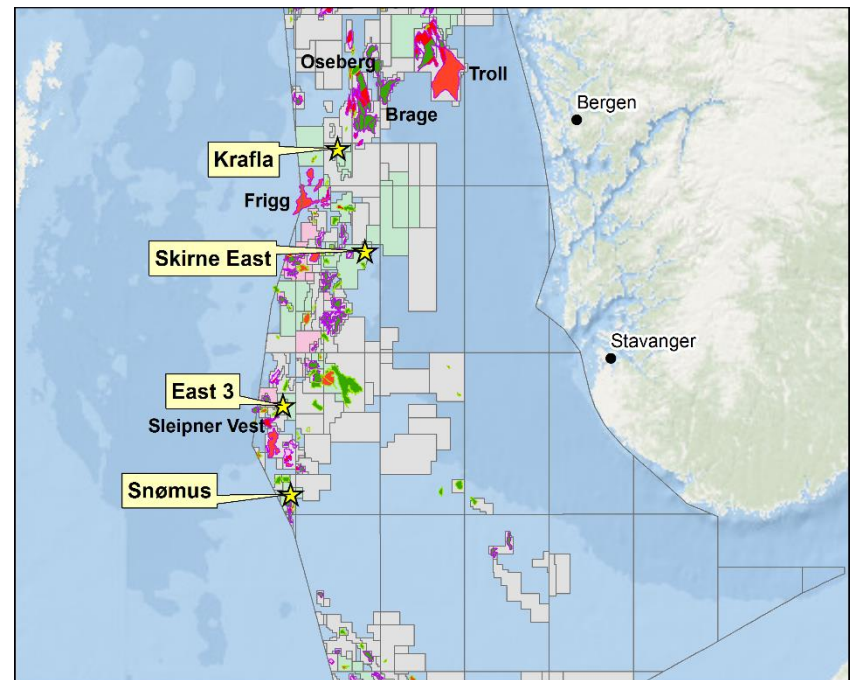 Oseberg
Troll
Bergen
Brage
Krafla
Frigg
Skirne East
Stavanger
East 3
Sleipner Vest
Snømus